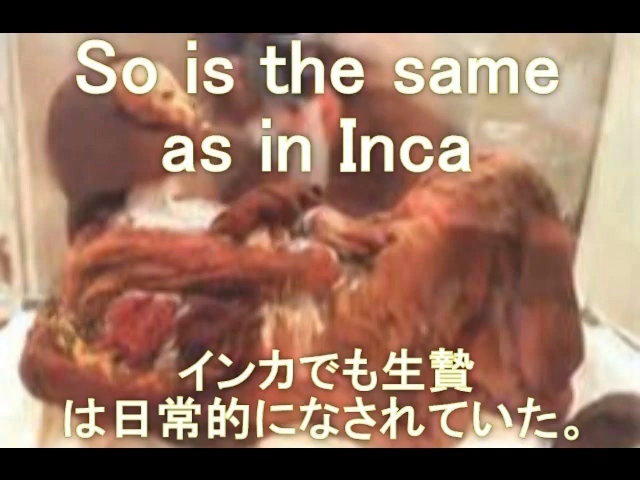 So is the same
as in Inca
インカでも生贄
は日常的になされていた。